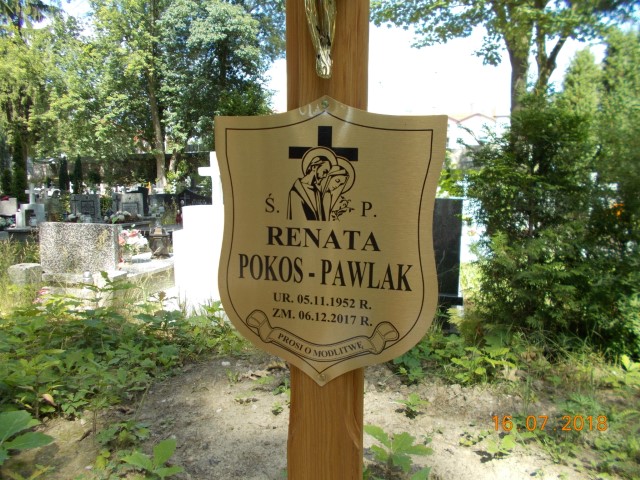 Ś. P.
RENATA
POKOS - PAWLAK
UR. 05.11.1952 R.
ZM. 06.12.2017 R.
PROSI O MODLITWĘ
16.07.2018